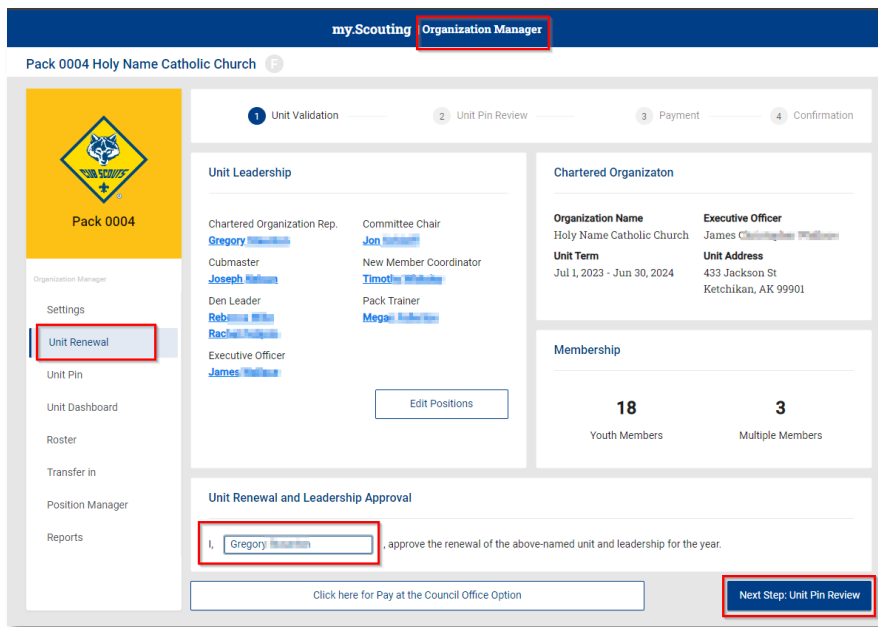 my.Scouting | Organization Manager
Pack 0004 Holy Name Catholic Church F
1 Unit Validation 2 Unit Pin Review 3 Payment 4 Confirmation
CUB SCOUTS
Pack 0004
Organization Manager
Settings
Unit Renewal
Unit Pin
Unit Dashboard
Roster
Transfer in
Position Manager
Reports
Unit Leadership
Chartered Organization Rep. Committee Chair
Gregory Jon
Cubmaster New Member Coordinator
Joseph
Den Leader Pack Trainer
Executive Officer
James
Edit Positions
Chartered Organizaton
Organization Name Executive Officer
Holy Name Catholic Church James
Unit Term Unit Address
Jul 1, 2023 - Jun 30, 2024 433 Jackson St
Ketchikan, AK 99901
Membership
18 3
Youth Members Multiple Members
Unit Renewal and Leadership Approval
I, Gregory , approve the renewal of the above-named unit and leadership for the year.
Click here for Pay at the Council Office Option
Next Step: Unit Pin Review